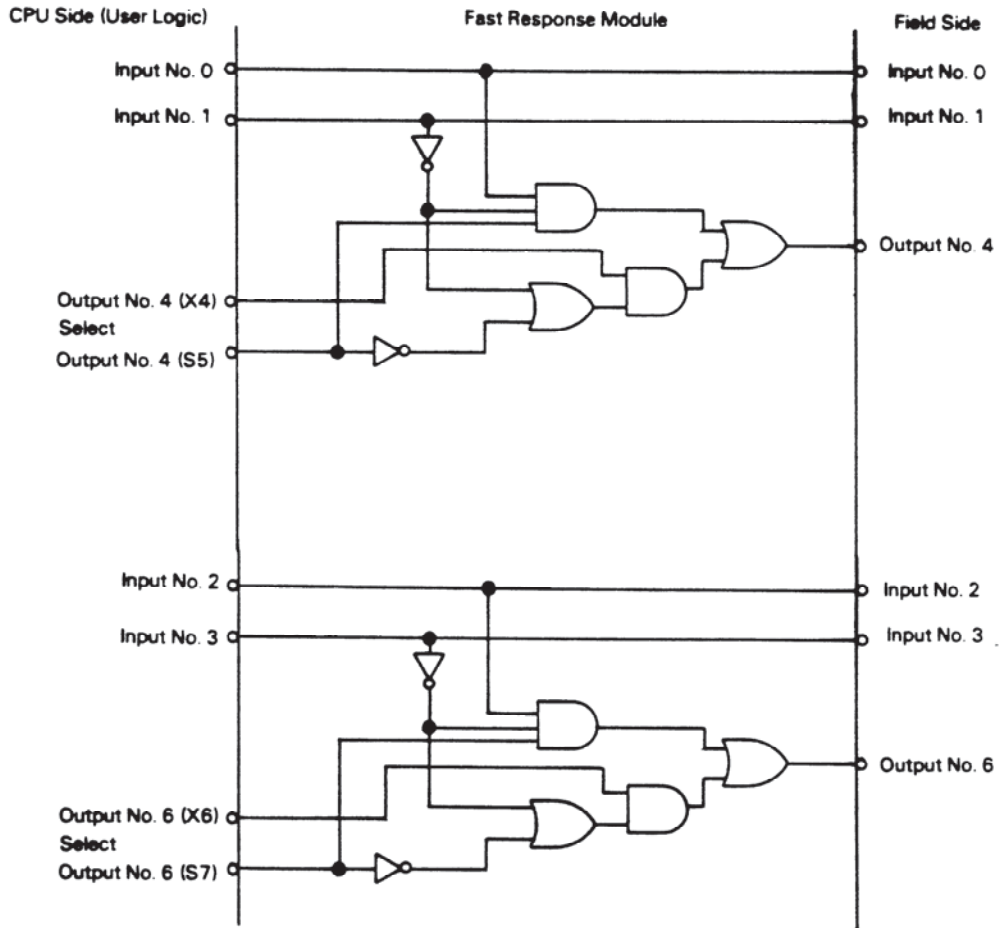 CPU Side (User Logic)
Fast Response Module
Field Side
Input No. 0
Input No. 0
Input No. 1
Input No. 1
Output No. 4
Output No. 4 (X4)
Select
Output No. 4 (S5)
Input No. 2
Input No. 2
Input No. 3
Input No. 3
Output No. 6
Output No. 6 (X6)
Select
Output No. 6 (S7)